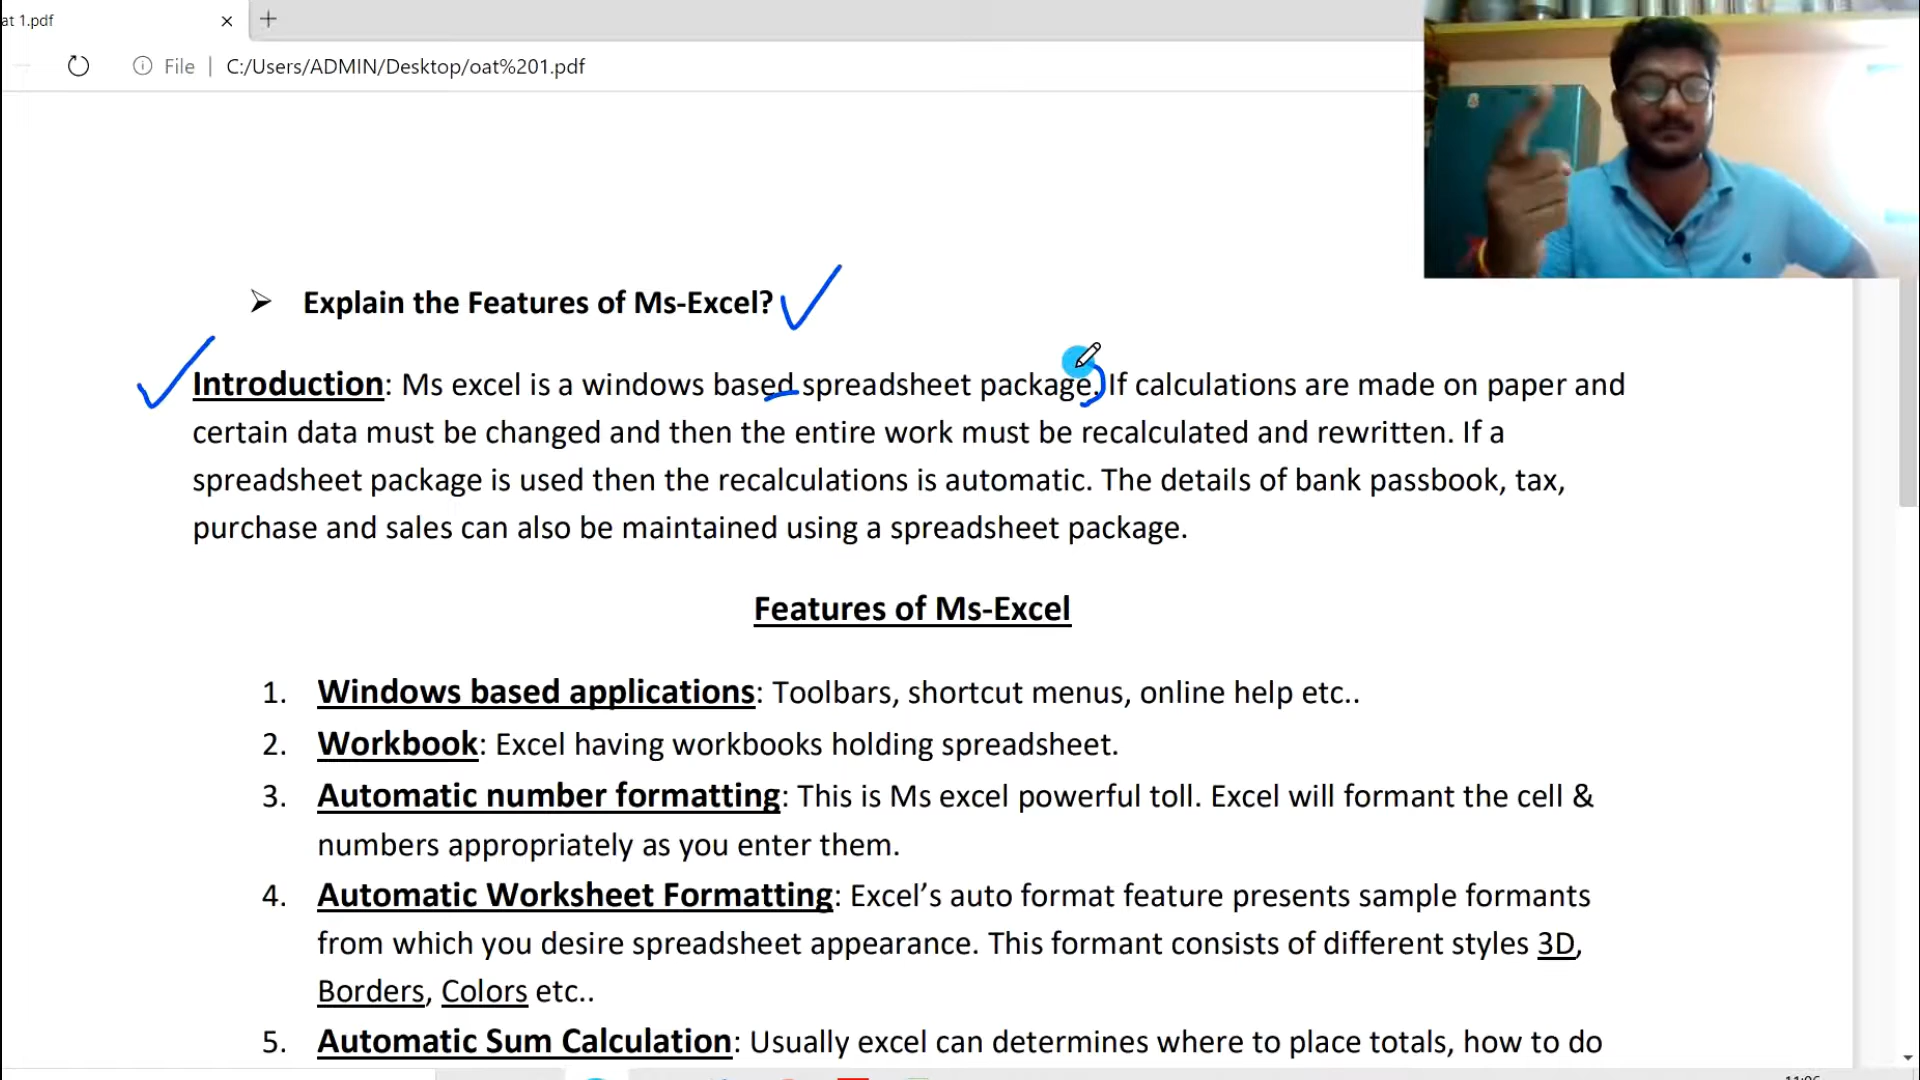 at 1.pdf
File | C:/Users/ADMIN/Desktop/oat%201.pdf
➢ Explain the Features of Ms-Excel?
Introduction: Ms excel is a windows based spreadsheet package. If calculations are made on paper and
certain data must be changed and then the entire work must be recalculated and rewritten. If a
spreadsheet package is used then the recalculations is automatic. The details of bank passbook, tax,
purchase and sales can also be maintained using a spreadsheet package.
Features of Ms-Excel
1. Windows based applications: Toolbars, shortcut menus, online help etc..
2. Workbook: Excel having workbooks holding spreadsheet.
3. Automatic number formatting: This is Ms excel powerful toll. Excel will formant the cell &
numbers appropriately as you enter them.
4. Automatic Worksheet Formatting: Excel’s auto format feature presents sample formants
from which you desire spreadsheet appearance. This formant consists of different styles 3D,
Borders, Colors etc..
5. Automatic Sum Calculation: Usually excel can determines where to place totals, how to do